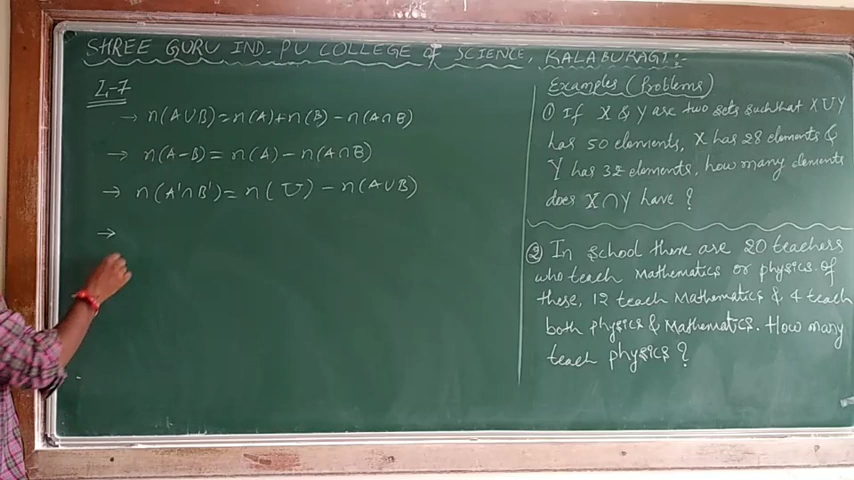 SHREE GURU IND. PU COLLEGE of SCIENCE, KALABURAGI:-
L-7
→ n(A∪B)=n(A)+n(B)-n(A∩B)
→ n(A-B)=n(A)-n(A∩B)
→ n(A'∩B')=n(U)-n(A∪B)
→
Examples (Problems)
① If X & Y are two sets such that X∪Y
has 50 elements, X has 28 elements &
Y has 32 elements, how many elements
does X∩Y have?
② In school there are 20 teachers
who teach Mathematics or physics. Of
these, 12 teach Mathematics & 4 teach
both physics & Mathematics. How many
teach physics?